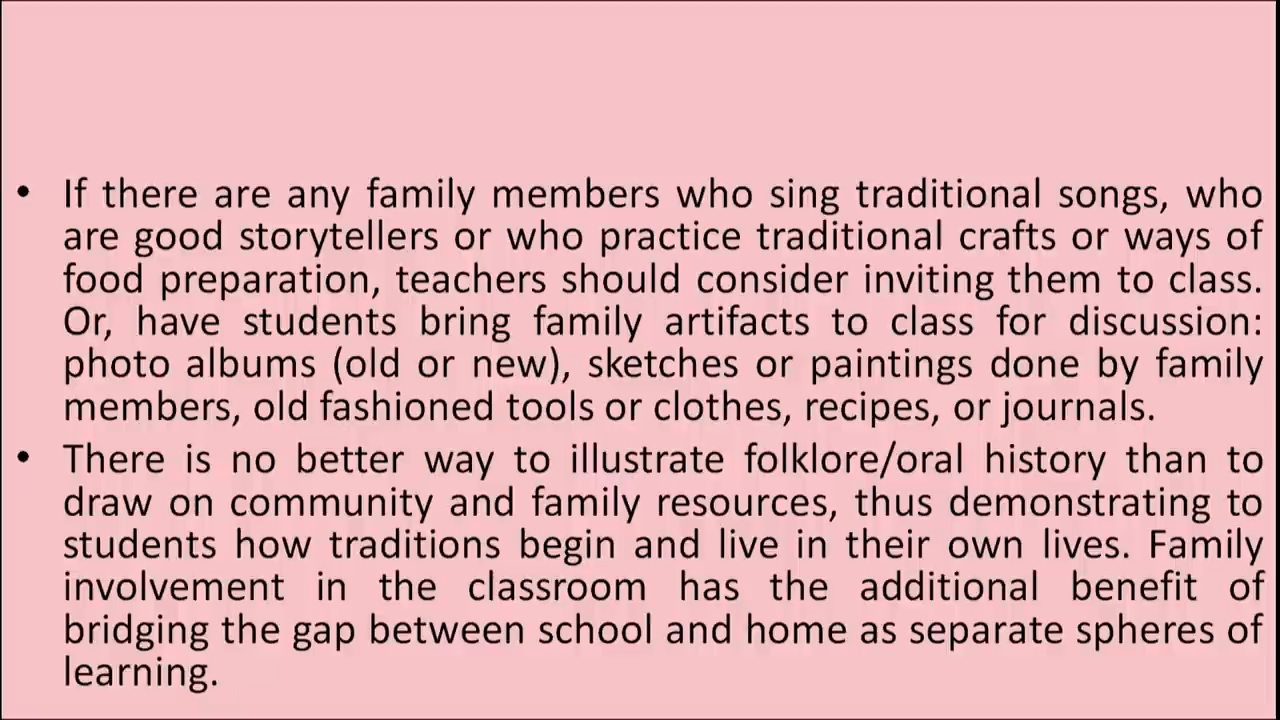 • If there are any family members who sing traditional songs, who
are good storytellers or who practice traditional crafts or ways of
food preparation, teachers should consider inviting them to class.
Or, have students bring family artifacts to class for discussion:
photo albums (old or new), sketches or paintings done by family
members, old fashioned tools or clothes, recipes, or journals.
• There is no better way to illustrate folklore/oral history than to
draw on community and family resources, thus demonstrating to
students how traditions begin and live in their own lives. Family
involvement in the classroom has the additional benefit of
bridging the gap between school and home as separate spheres of
learning.